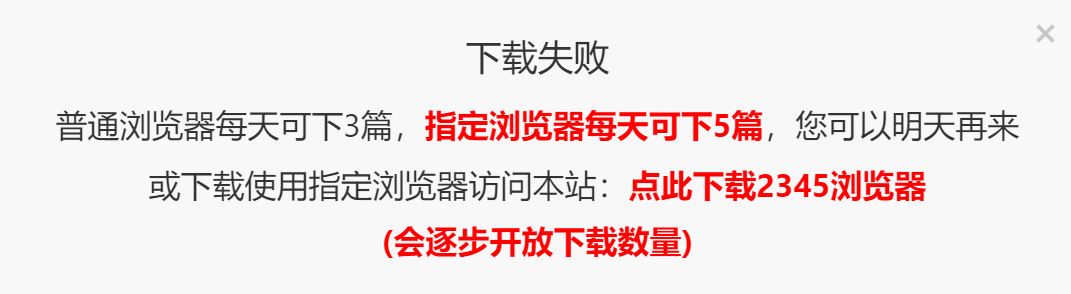 下载失败
普通浏览器每天可下3篇，指定浏览器每天可下5篇，您可以明天再来
或下载使用指定浏览器访问本站：点此下载2345浏览器
(会逐步开放下载数量)